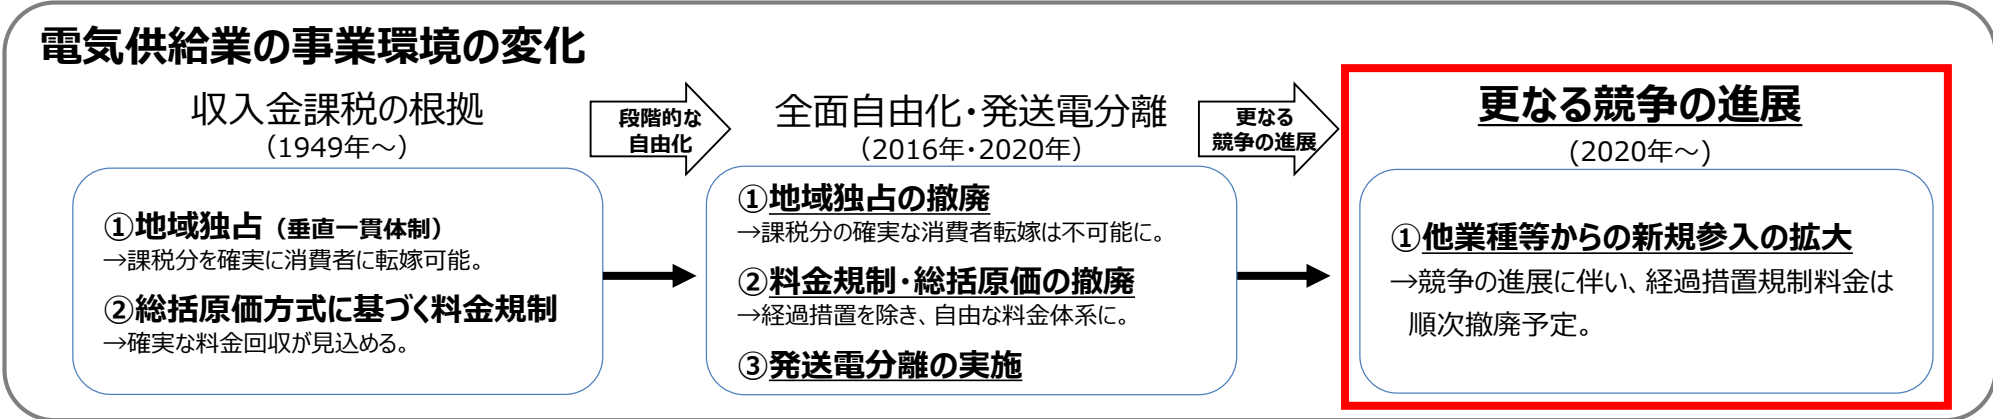 電気供給業の事業環境の変化
収入金課税の根拠
（1949年～）
①地域独占（垂直一貫体制）
→課税分を確実に消費者に転嫁可能。
②総括原価方式に基づく料金規制
→確実な料金回収が見込める。
段階的な
自由化
全面自由化・発送電分離
（2016年・2020年）
①地域独占の撤廃
→課税分の確実な消費者転嫁は不可能に。
②料金規制・総括原価の撤廃
→経過措置を除き、自由な料金体系に。
③発送電分離の実施
更なる
競争の進展
更なる競争の進展
(2020年～)
①他業種等からの新規参入の拡大
→競争の進展に伴い、経過措置規制料金は
順次撤廃予定。